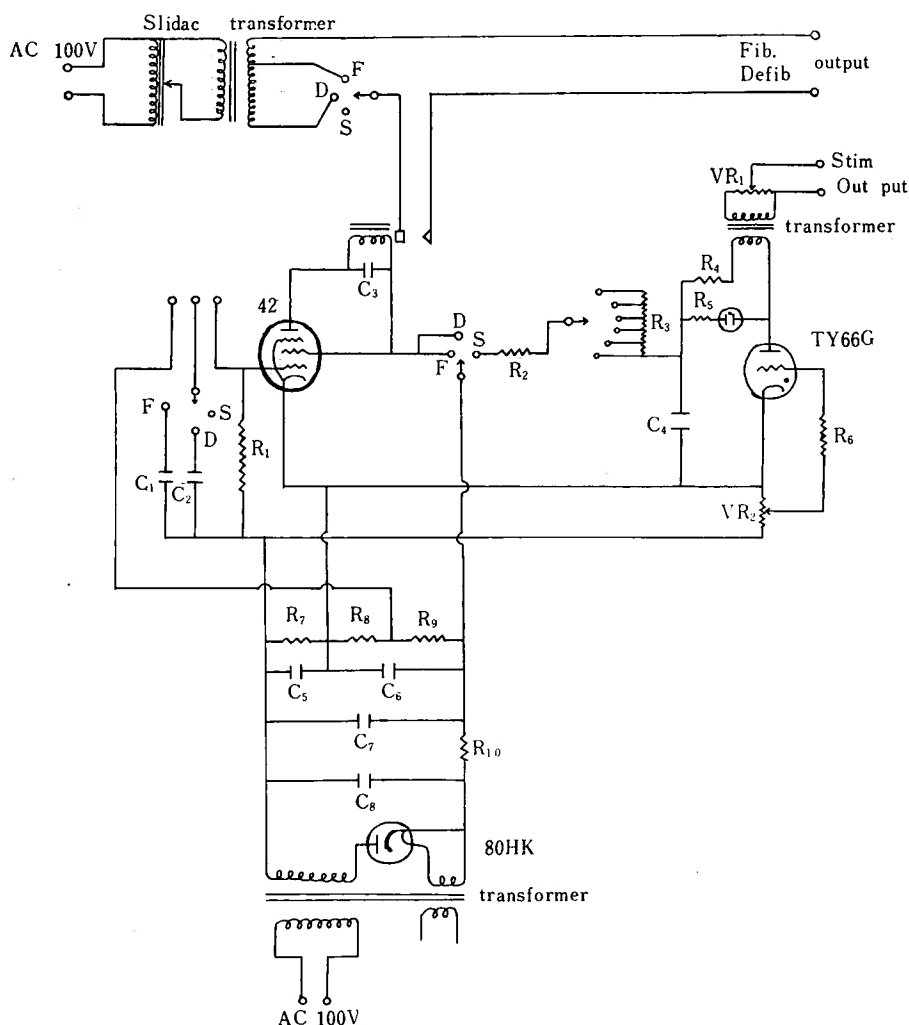 Slidac transformer
AC 100V
F
D
S
Fib.
Defib
output
Stim
Out put
VR1
transformer
R4
R5
C3
42
D
S
F
R2
R3
TY66G
C4
R6
F
S
D
R1
C1
C2
VR2
R7
R8
R9
C5
C6
C7
R10
C8
80HK
transformer
AC 100V